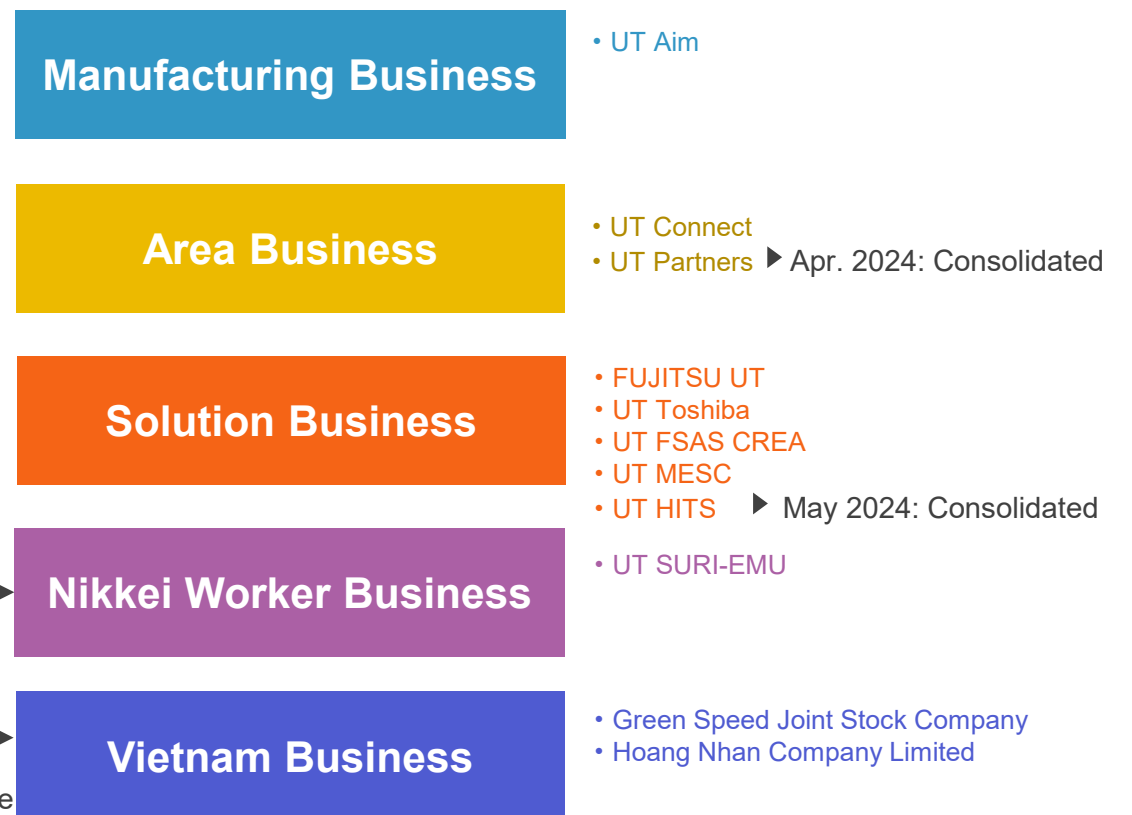 Manufacturing Business
・UT Aim
Area Business
・UT Connect
・UT Partners ▶ Apr. 2024: Consolidated
Solution Business
・FUJITSU UT
・UT Toshiba
・UT FSAS CREA
・UT MESC
・UT HITS ▶ May 2024: Consolidated
Nikkei Worker Business
・UT SURI-EMU
Vietnam Business
・Green Speed Joint Stock Company
・Hoang Nhan Company Limited
e